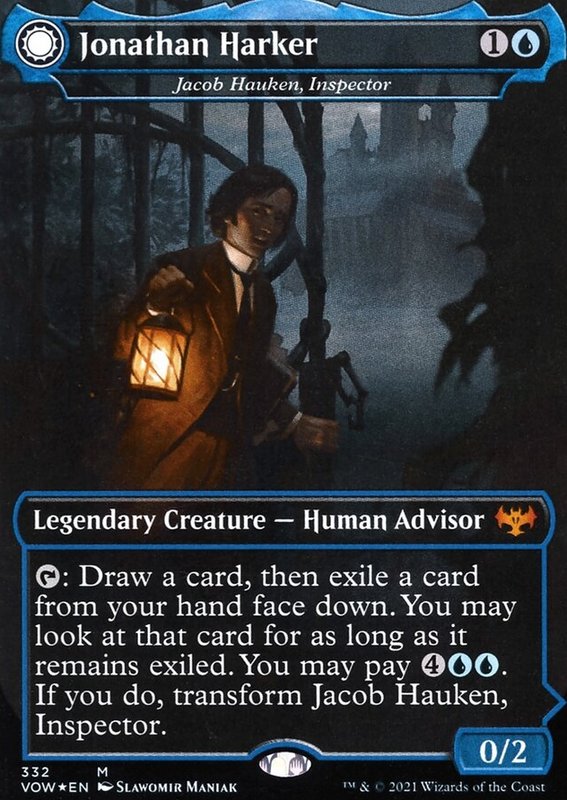 Jonathan Harker 1
Jacob Hauken, Inspector
Legendary Creature — Human Advisor
: Draw a card, then exile a card
from your hand face down. You may
look at that card for as long as it
remains exiled. You may pay 4.
If you do, transform Jacob Hauken,
Inspector.
0/2
332 M
VOW★EN Slawomir Maniak
™ & © 2021 Wizards of the Coast